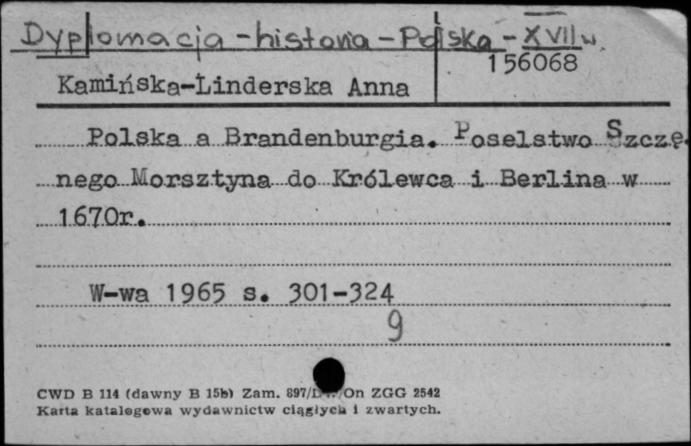 Dyplomacja - historia - Polska - XVII w.
156068
Kamińska-Linderska Anna
Polska a Brandenburgia. Poselstwo Szczę-
nego Morsztyna do Królewca i Berlina w
1670r.
W-wa 1965 s. 301-324
9
CWD B 114 (dawny B 15b) Zam. 897/ On ZGG 2542
Karta katalogowa wydawnictw ciągłych i zwartych.